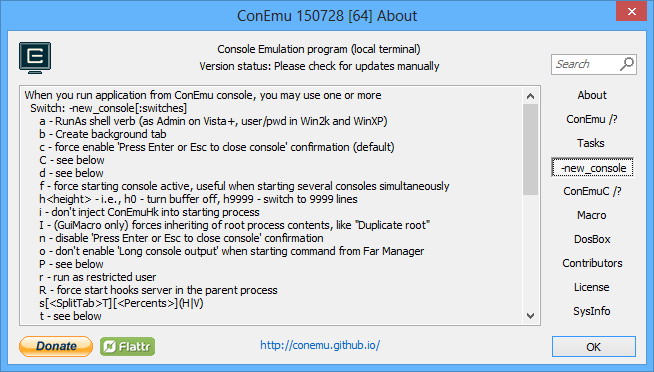 ConEmu 150728 [64] About
Console Emulation program (local terminal)
Version status: Please check for updates manually
Search
When you run application from ConEmu console, you may use one or more
Switch: -new_console[:switches]
a - RunAs shell verb (as Admin on Vista+, user/pwd in Win2k and WinXP)
b - Create background tab
c - force enable 'Press Enter or Esc to close console' confirmation (default)
C - see below
d - see below
f - force starting console active, useful when starting several consoles simultaneously
h<height> - i.e., h0 - turn buffer off, h9999 - switch to 9999 lines
i - don't inject ConEmuHk into starting process
I - (GuiMacro only) forces inheriting of root process contents, like "Duplicate root"
n - disable 'Press Enter or Esc to close console' confirmation
o - don't enable 'Long console output' when starting command from Far Manager
P - see below
r - run as restricted user
R - force start hooks server in the parent process
s[<SplitTab>T][<Percents>](H|V)
t - see below
About
ConEmu /?
Tasks
-new_console
ConEmuC /?
Macro
DosBox
Contributors
License
SysInfo
Donate
Flattr
http://conemu.github.io/
OK